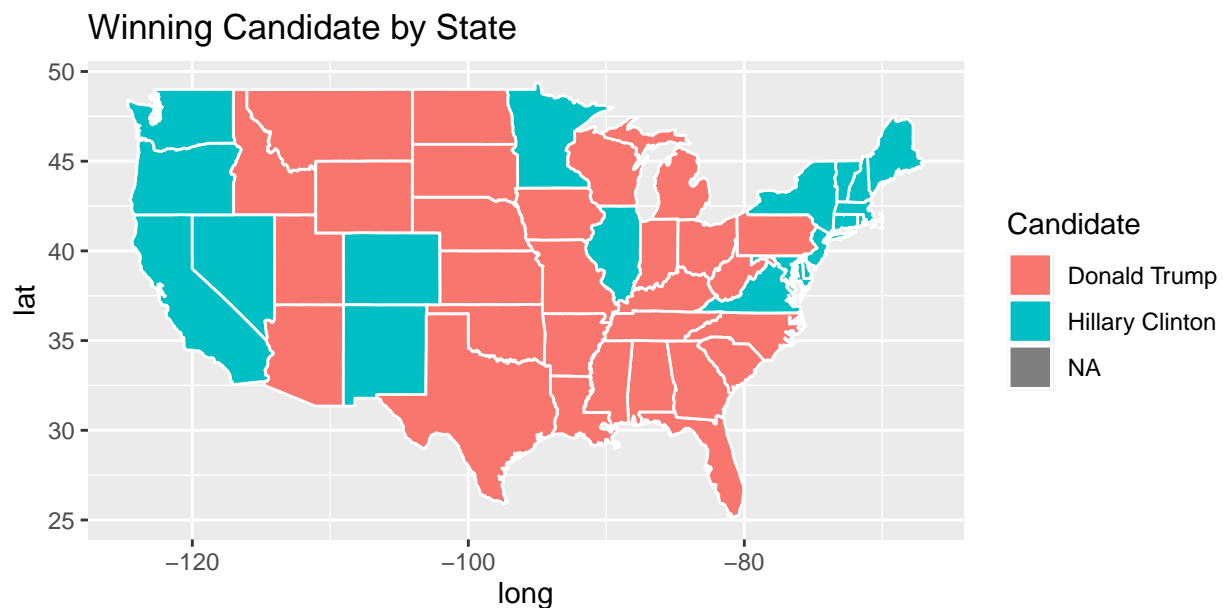 Winning Candidate by State
50
45
40
35
30
25
lat
−120
−100
−80
long
Candidate
Donald Trump
Hillary Clinton
NA